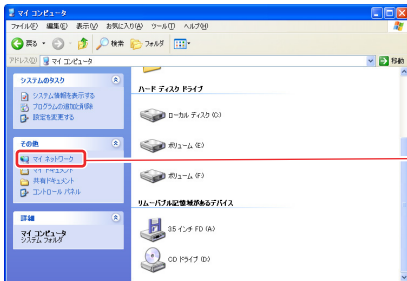 マイ コンピュータ
ファイル(F) 編集(E) 表示(V) お気に入り(A) ツール(T) ヘルプ(H)
戻る 検索 フォルダ
アドレス(D) マイ コンピュータ 移動
システムのタスク
システム情報を表示する
プログラムの追加と削除
設定を変更する
その他
マイ ネットワーク
マイ ドキュメント
共有ドキュメント
コントロール パネル
詳細
マイ コンピュータ
システム フォルダ
ハード ディスク ドライブ
ローカル ディスク (C:)
ボリューム (E:)
ボリューム (F:)
リムーバブル記憶域があるデバイス
3.5 インチ FD (A:)
CD ドライブ (D:)